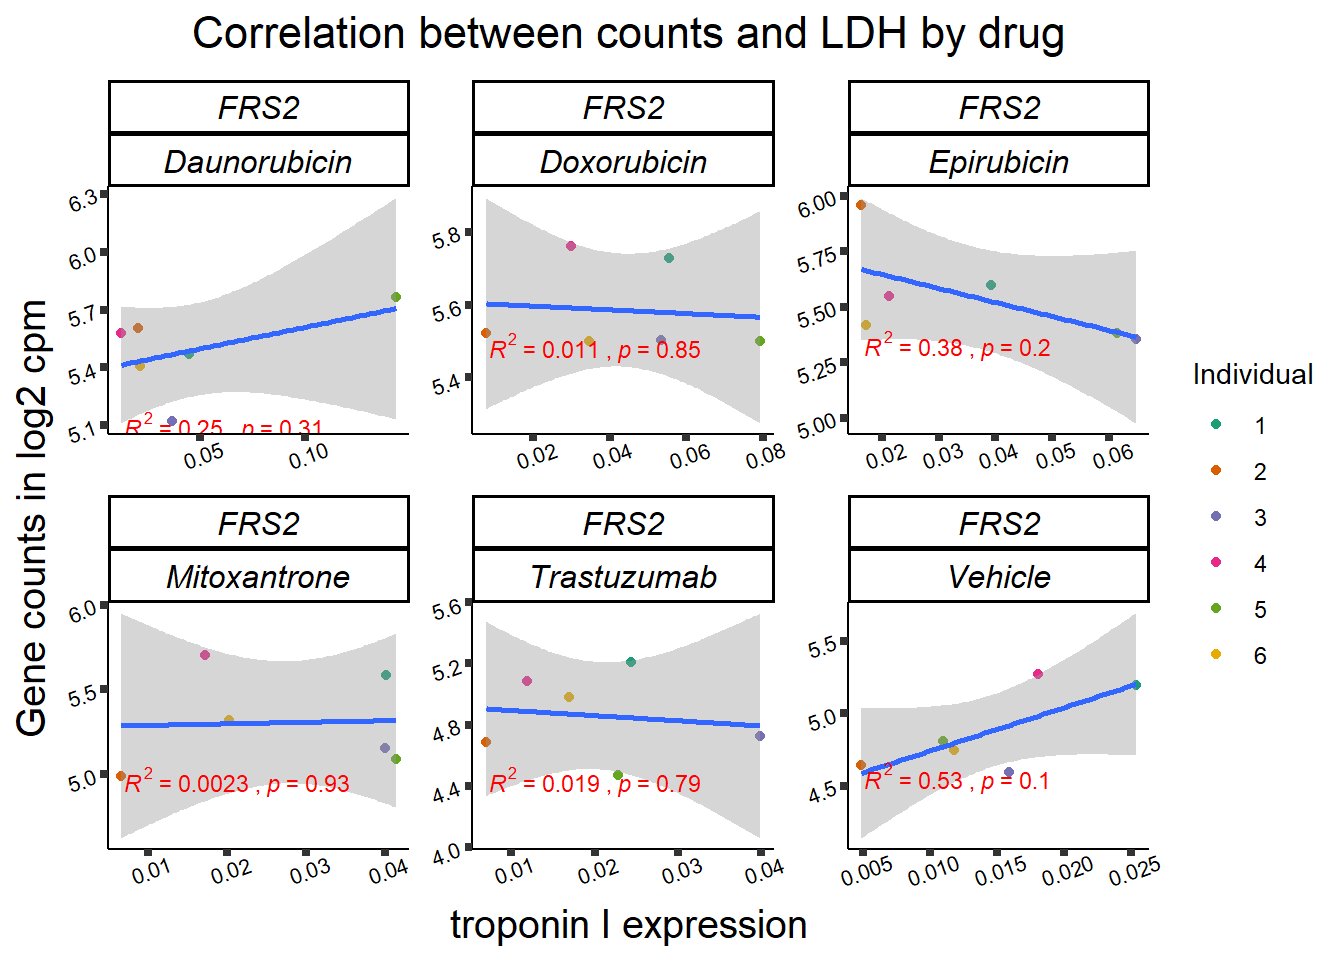 Correlation between counts and LDH by drug
FRS2
FRS2
FRS2
Daunorubicin
Doxorubicin
Epirubicin
6.3
6.0
5.7
5.4
5.1
R² = 0.25 , p = 0.31
0.05
0.10
5.8
5.6
5.4
R² = 0.011 , p = 0.85
0.02
0.04
0.06
0.08
6.00
5.75
5.50
5.25
5.00
R² = 0.38 , p = 0.2
0.02
0.03
0.04
0.05
0.06
FRS2
FRS2
FRS2
Mitoxantrone
Trastuzumab
Vehicle
6.0
5.5
5.0
R² = 0.0023 , p = 0.93
0.01
0.02
0.03
0.04
5.6
5.2
4.8
4.4
4.0
R² = 0.019 , p = 0.79
0.01
0.02
0.03
0.04
5.5
5.0
4.5
R² = 0.53 , p = 0.1
0.005
0.010
0.015
0.020
0.025
Gene counts in log2 cpm
troponin I expression
Individual
1
2
3
4
5
6